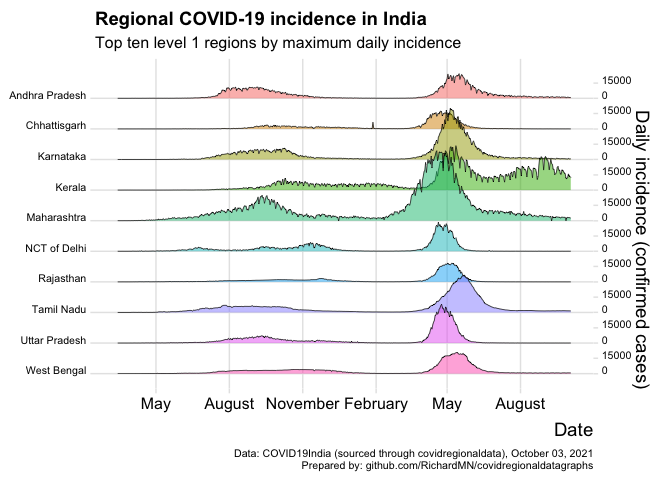 Regional COVID-19 incidence in India
Top ten level 1 regions by maximum daily incidence
Andhra Pradesh
15000
0
Chhattisgarh
15000
0
Karnataka
15000
0
Kerala
15000
0
Maharashtra
15000
0
NCT of Delhi
15000
0
Rajasthan
15000
0
Tamil Nadu
15000
0
Uttar Pradesh
15000
0
West Bengal
15000
0
Daily incidence (confirmed cases)
May August November February May August
Date
Data: COVID19India (sourced through covidregionaldata), October 03, 2021
Prepared by: github.com/RichardMN/covidregionaldatagraphs